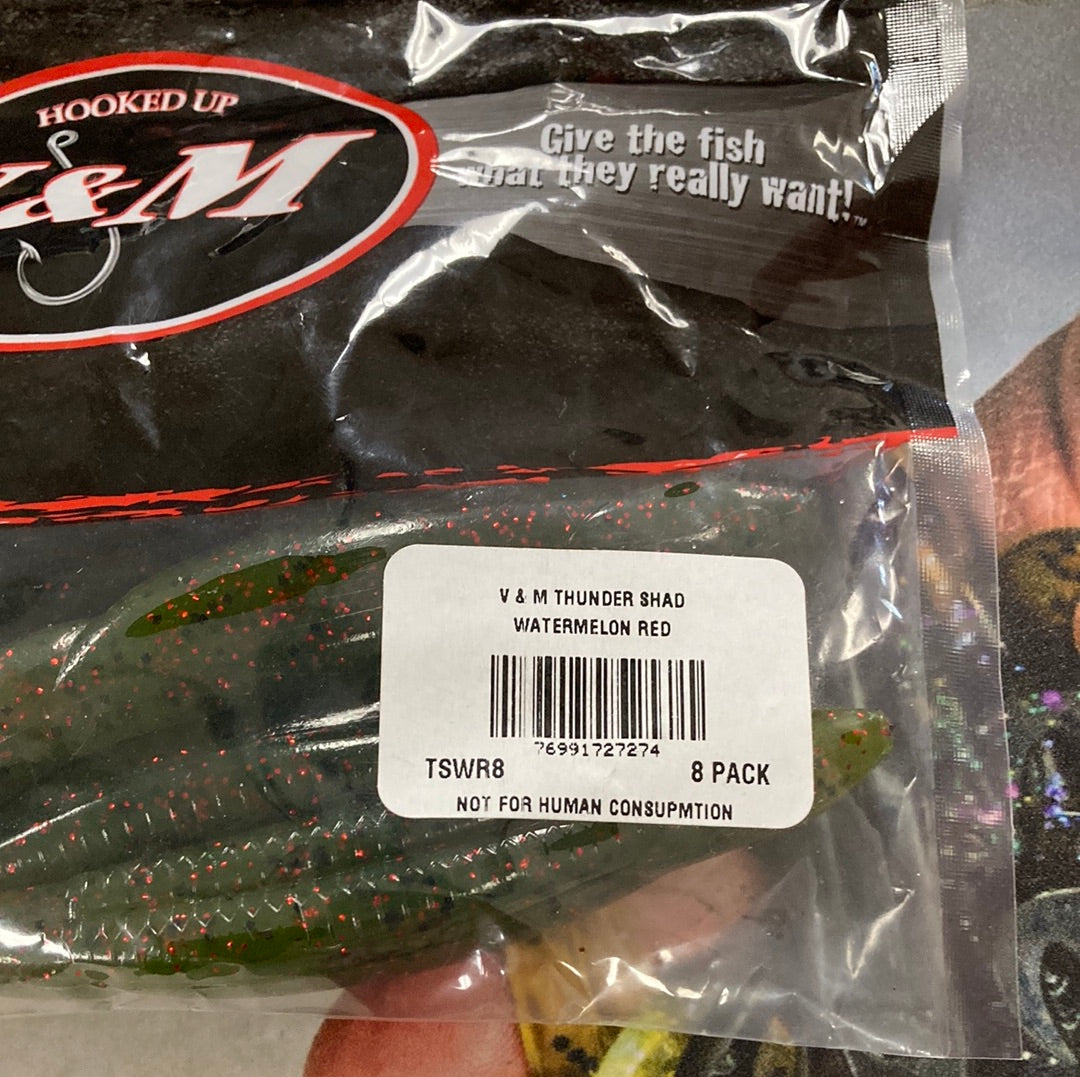 HOOKED UP
&M
Give the fish
what they really want!™
V & M THUNDER SHAD
WATERMELON RED
76991727274
TSWR8
8 PACK
NOT FOR HUMAN CONSUPMTION